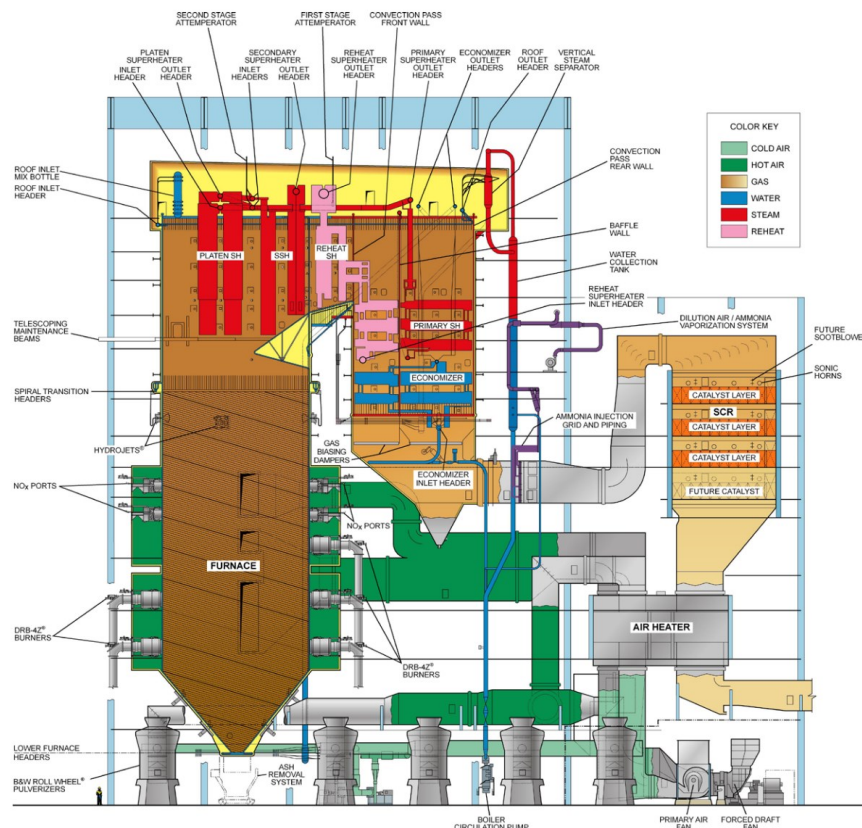 SECOND STAGE
ATTEMPERATOR
FIRST STAGE
ATTEMPERATOR
CONVECTION PASS
FRONT WALL
PLATEN
SUPERHEATER
INLET
HEADER
OUTLET
HEADER
SECONDARY
SUPERHEATER
INLET
HEADERS
OUTLET
HEADER
REHEAT
SUPERHEATER
OUTLET
HEADER
PRIMARY
SUPERHEATER
OUTLET
HEADER
ECONOMIZER
OUTLET
HEADERS
ROOF
OUTLET
HEADER
VERTICAL
STEAM
SEPARATOR
COLOR KEY
COLD AIR
HOT AIR
GAS
WATER
STEAM
REHEAT
ROOF INLET
MIX BOTTLE
ROOF INLET
HEADER
CONVECTION
PASS
REAR WALL
BAFFLE
WALL
WATER
COLLECTION
TANK
REHEAT
SUPERHEATER
INLET HEADER
PLATEN SH
SSH
REHEAT
SH
PRIMARY SH
ECONOMIZER
DILUTION AIR / AMMONIA
VAPORIZATION SYSTEM
TELESCOPING
MAINTENANCE
BEAMS
SPIRAL TRANSITION
HEADERS
HYDROJETS®
GAS
BIASING
DAMPERS
ECONOMIZER
INLET HEADER
AMMONIA INJECTION
GRID AND PIPING
FUTURE
SOOTBLOWE
SONIC
HORNS
CATALYST LAYER
SCR
CATALYST LAYER
CATALYST LAYER
FUTURE CATALYST
NOX PORTS
NOX PORTS
FURNACE
DRB-4Z®
BURNERS
DRB-4Z®
BURNERS
AIR HEATER
LOWER FURNACE
HEADERS
B&W ROLL WHEEL®
PULVERIZERS
ASH
REMOVAL
SYSTEM
BOILER
CIRCULATION PUMP
PRIMARY AIR
FAN
FORCED DRAFT
FAN